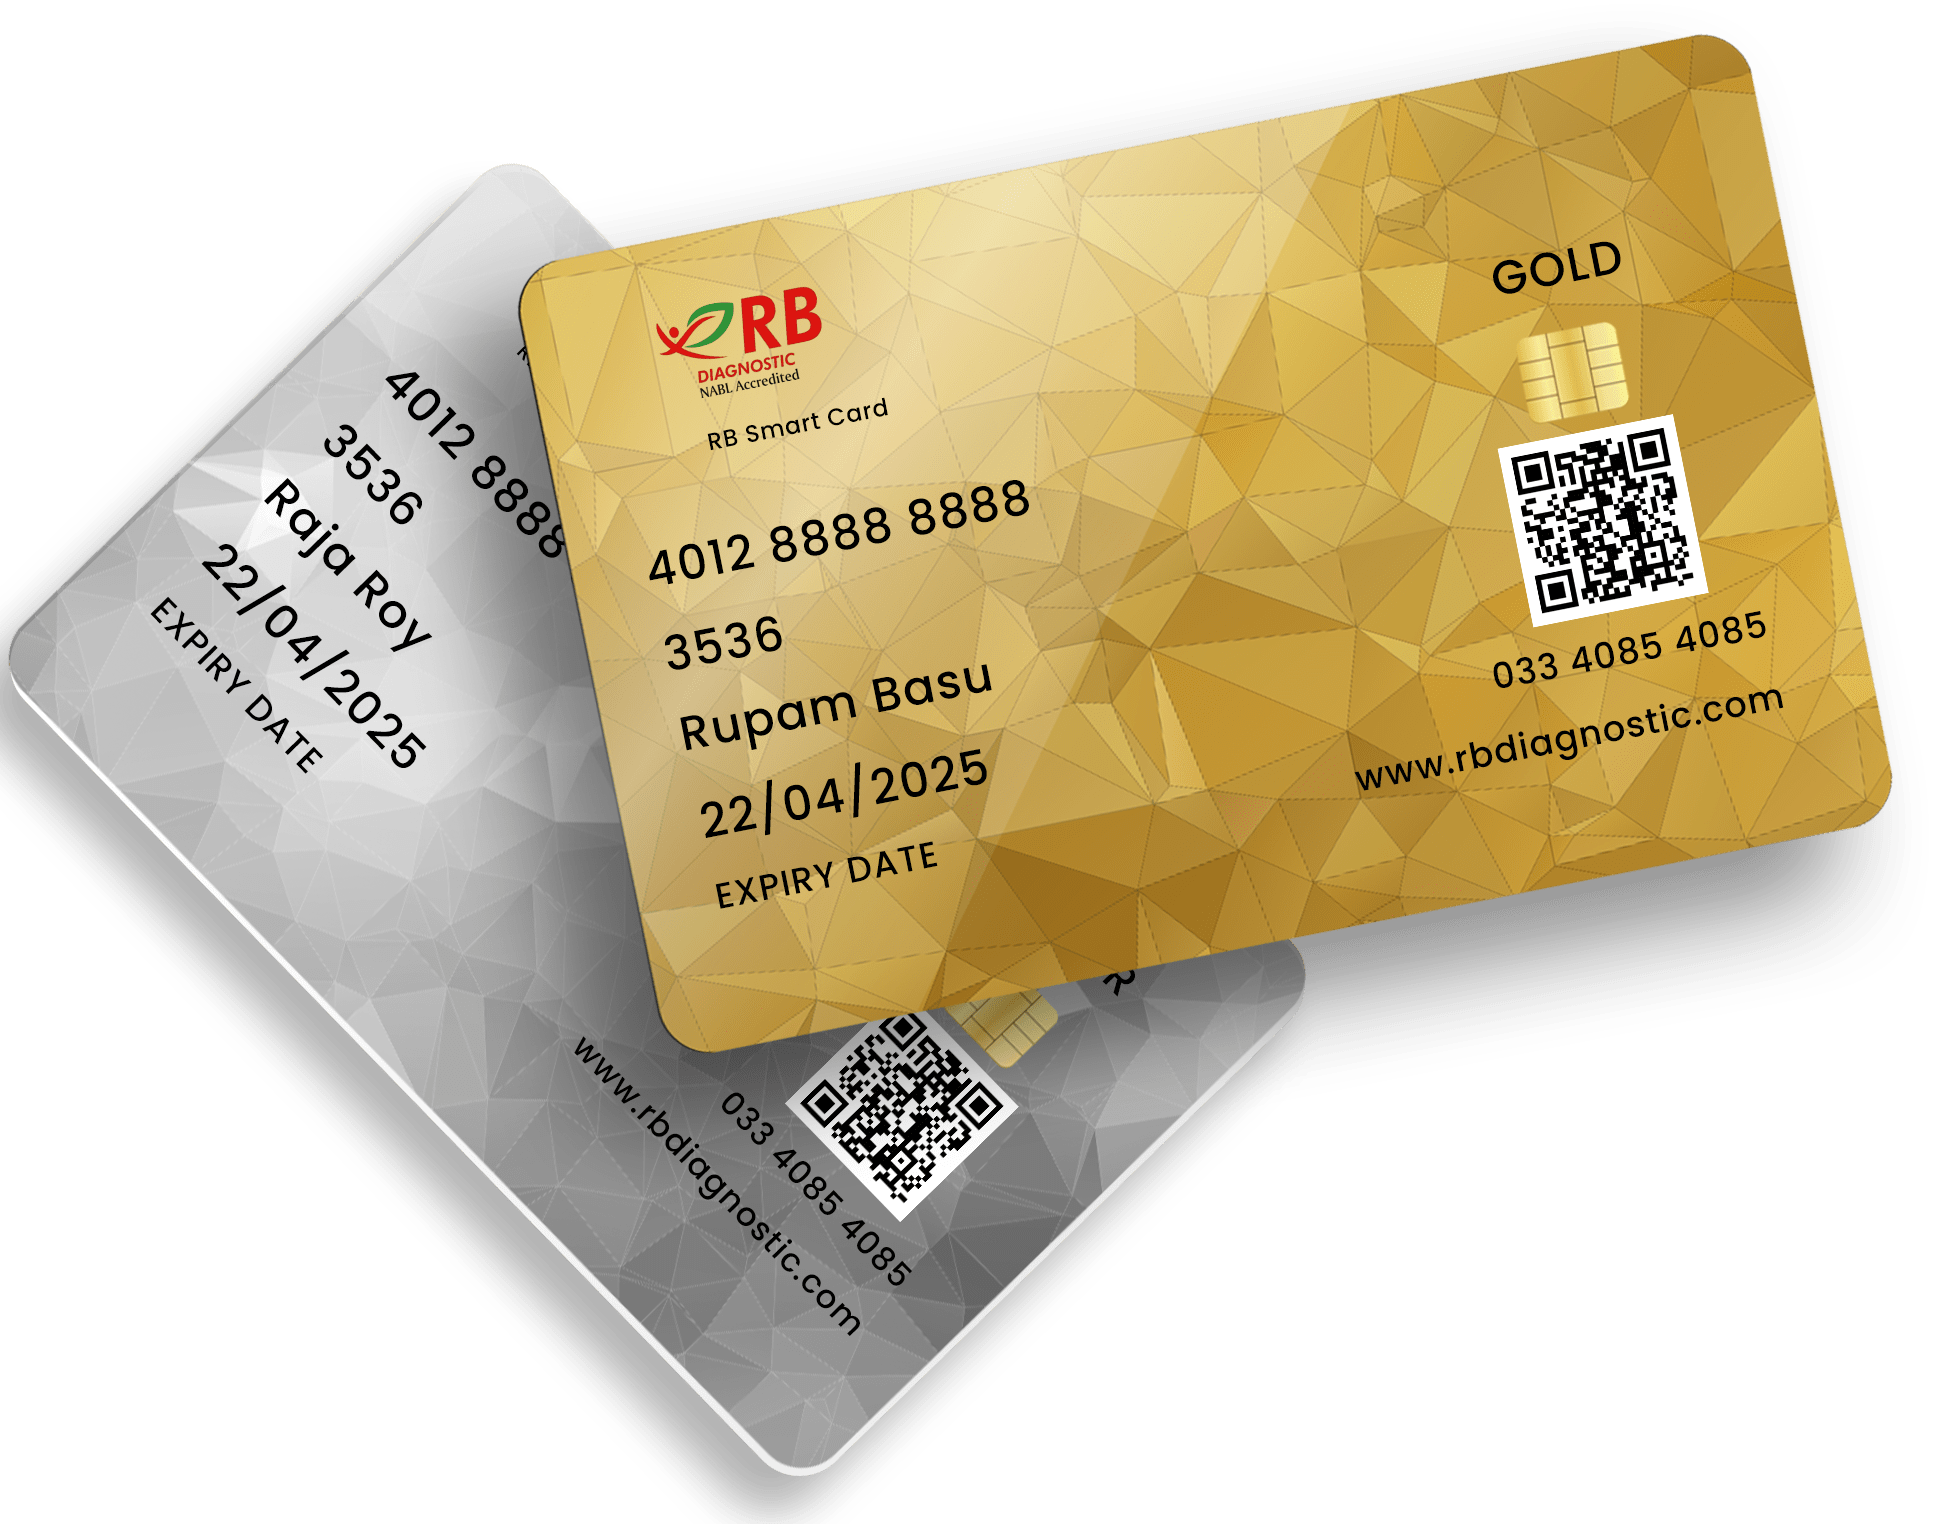 RB
DIAGNOSTIC
NABL Accredited
RB Smart Card
4012 8888 8888
3536
Rupam Basu
22/04/2025
EXPIRY DATE
GOLD
033 4085 4085
www.rbdiagnostic.com
4012 8888
3536
Raja Roy
22/04/2025
EXPIRY DATE
R
033 4085 4085
www.rbdiagnostic.com